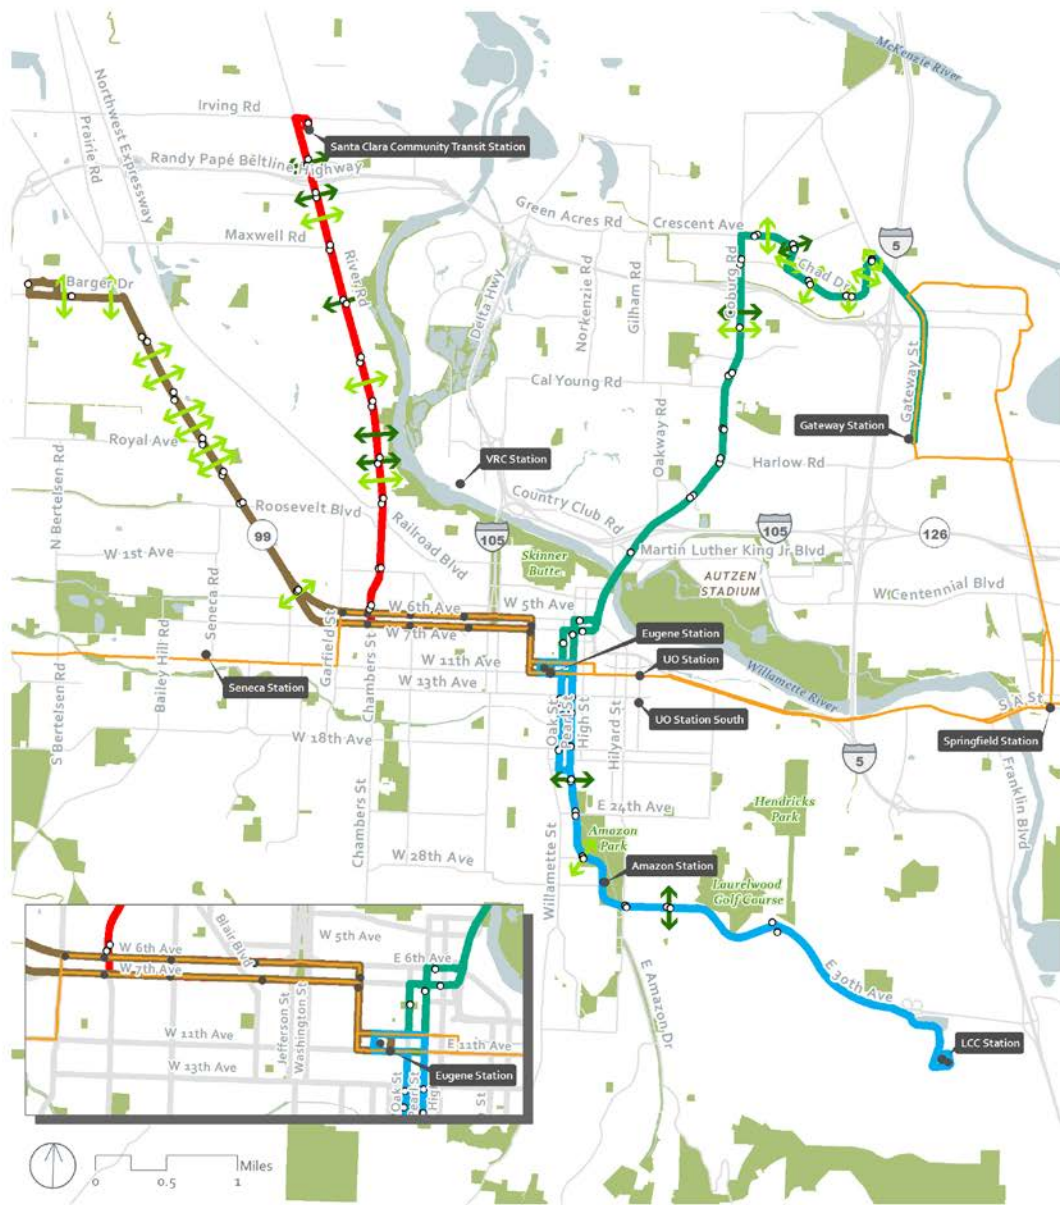 McKenzie River
Irving Rd
Northwest Expressway
Prairie Rd
Santa Clara Community Transit Station
Randy Papé Beltline Highway
Green Acres Rd
Crescent Ave
5
Maxwell Rd
River Rd
Delta Hwy
Norkenzie Rd
Gilham Rd
Coburg Rd
Chad Dr
Barger Dr
Gateway St
Cal Young Rd
Oakway Rd
Gateway Station
Royal Ave
N Bertelsen Rd
VRC Station
Harlow Rd
Roosevelt Blvd
Railroad Blvd
Country Club Rd
99
105
105
126
W 1st Ave
Skinner
Butte
Martin Luther King Jr Blvd
AUTZEN
STADIUM
W Centennial Blvd
Seneca Rd
W 6th Ave
W 5th Ave
W 7th Ave
Bailey Hill Rd
Garfield St
Chambers St
Eugene Station
W 11th Ave
UO Station
W 13th Ave
Willamette River
Seneca Station
S Bertelsen Rd
UO Station South
S A St
Springfield Station
Oak St
Pearl St
High St
Hilyard St
W 18th Ave
5
Franklin Blvd
E 24th Ave
Hendricks
Park
Chambers St
Willamette St
Amazon
Park
W 28th Ave
Amazon Station
Laurelwood
Golf Course
E 30th Ave
E Amazon Dr
LCC Station
W 5th Ave
Blair Blvd
W 6th Ave
E 6th Ave
W 7th Ave
Jefferson St
Washington St
W 11th Ave
E 11th Ave
W 13th Ave
Eugene Station
Oak St
Pearl St
High
St
Miles
0 0.5 1